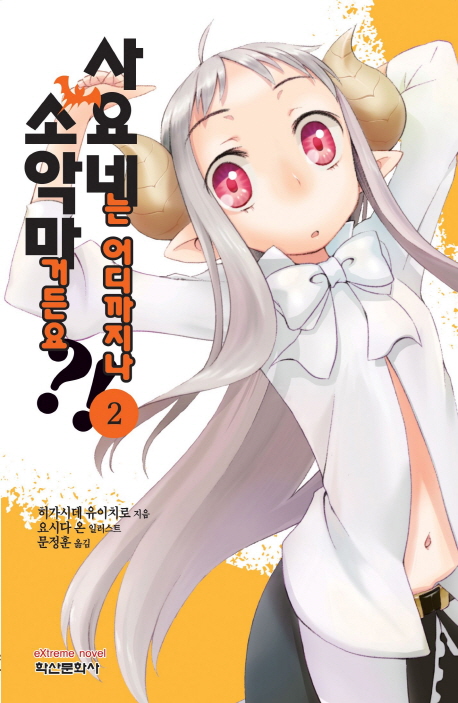 사요네는 어디까지나
소악마거든요?!
2
히가시데 유이치로 지음
요시다 온 일러스트
문정훈 옮김
eXtreme novel
학산문화사